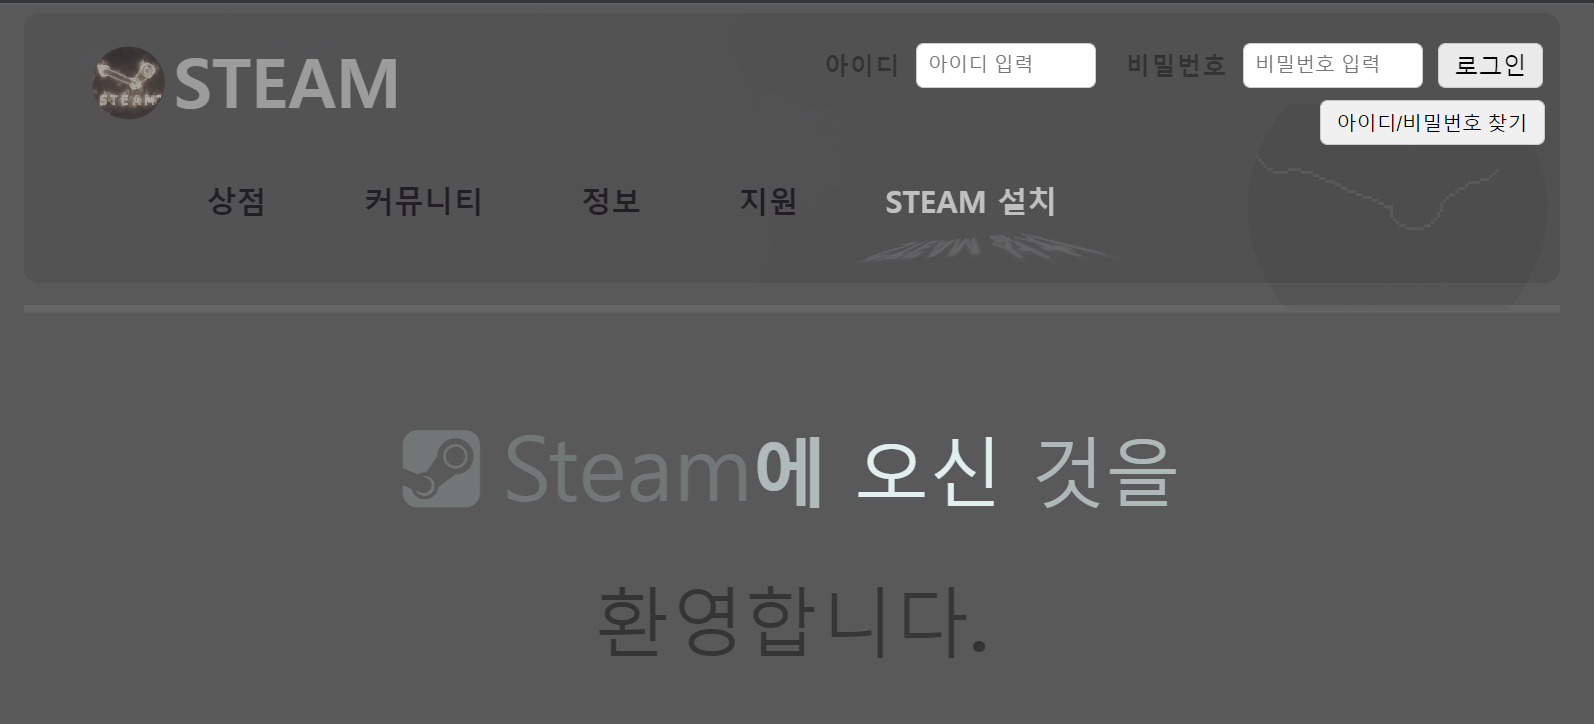 STEAM
STEAM
아이디 아이디 입력 비밀번호 비밀번호 입력 로그인
아이디/비밀번호 찾기
상점 커뮤니티 정보 지원 STEAM 설치
Steam에 오신 것을
환영합니다.